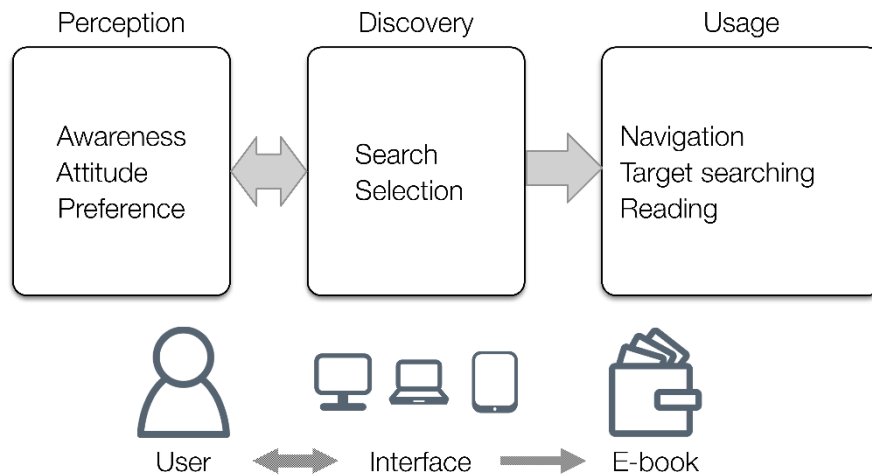 Perception
Discovery
Usage
Awareness
Attitude
Preference
Search
Selection
Navigation
Target searching
Reading
User
Interface
E-book